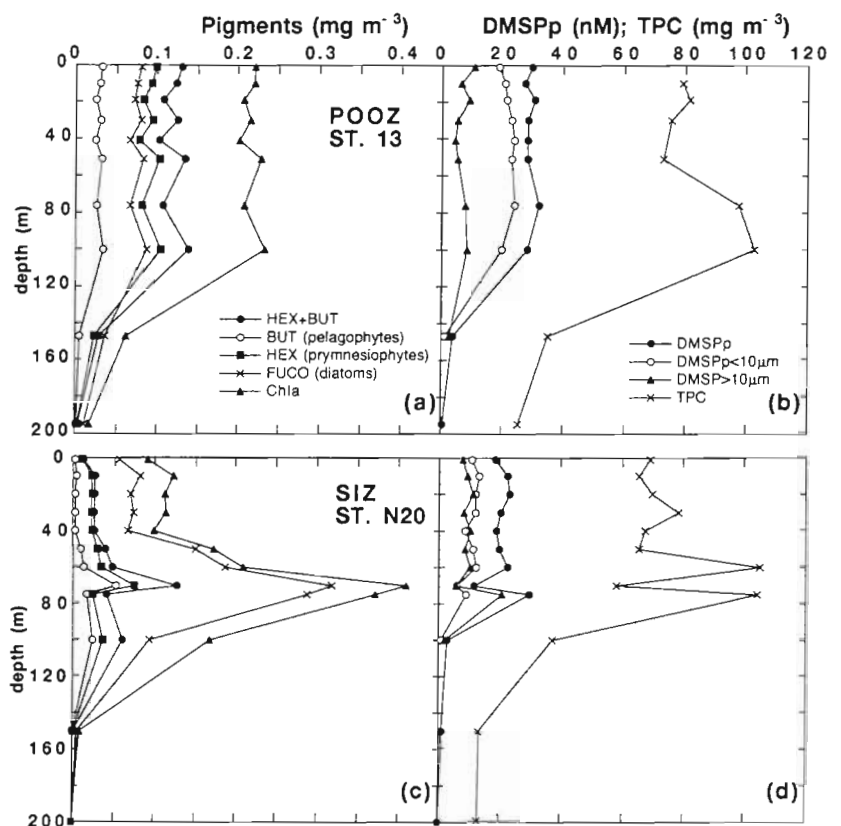 Pigments (mg m⁻³)
DMSPp (nM); TPC (mg m⁻³)
0 0.1 0.2 0.3 0.4
0 20 40 60 80 100 120
0
40
80
120
160
200
depth (m)
POOZ
ST. 13
HEX+BUT
BUT (pelagophytes)
HEX (prymnesiophytes)
FUCO (diatoms)
Chla
(a)
DMSPp
DMSPp<10µm
DMSP>10µm
TPC
(b)
0
40
80
120
160
200
depth (m)
SIZ
ST. N20
(c)
(d)